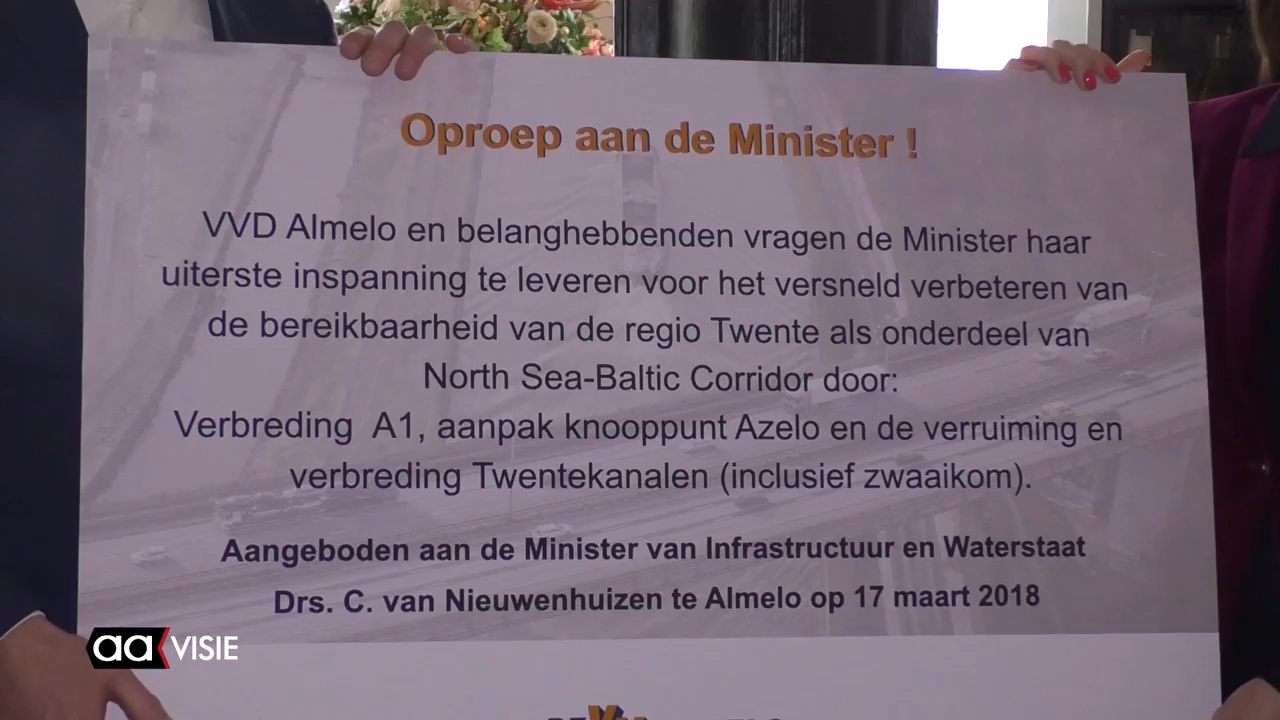 Oproep aan de Minister !
VVD Almelo en belanghebbenden vragen de Minister haar
uiterste inspanning te leveren voor het versneld verbeteren van
de bereikbaarheid van de regio Twente als onderdeel van
North Sea-Baltic Corridor door:
Verbreding A1, aanpak knooppunt Azelo en de verruiming en
verbreding Twentekanalen (inclusief zwaaikom).
Aangeboden aan de Minister van Infrastructuur en Waterstaat
Drs. C. van Nieuwenhuizen te Almelo op 17 maart 2018
aa VISIE